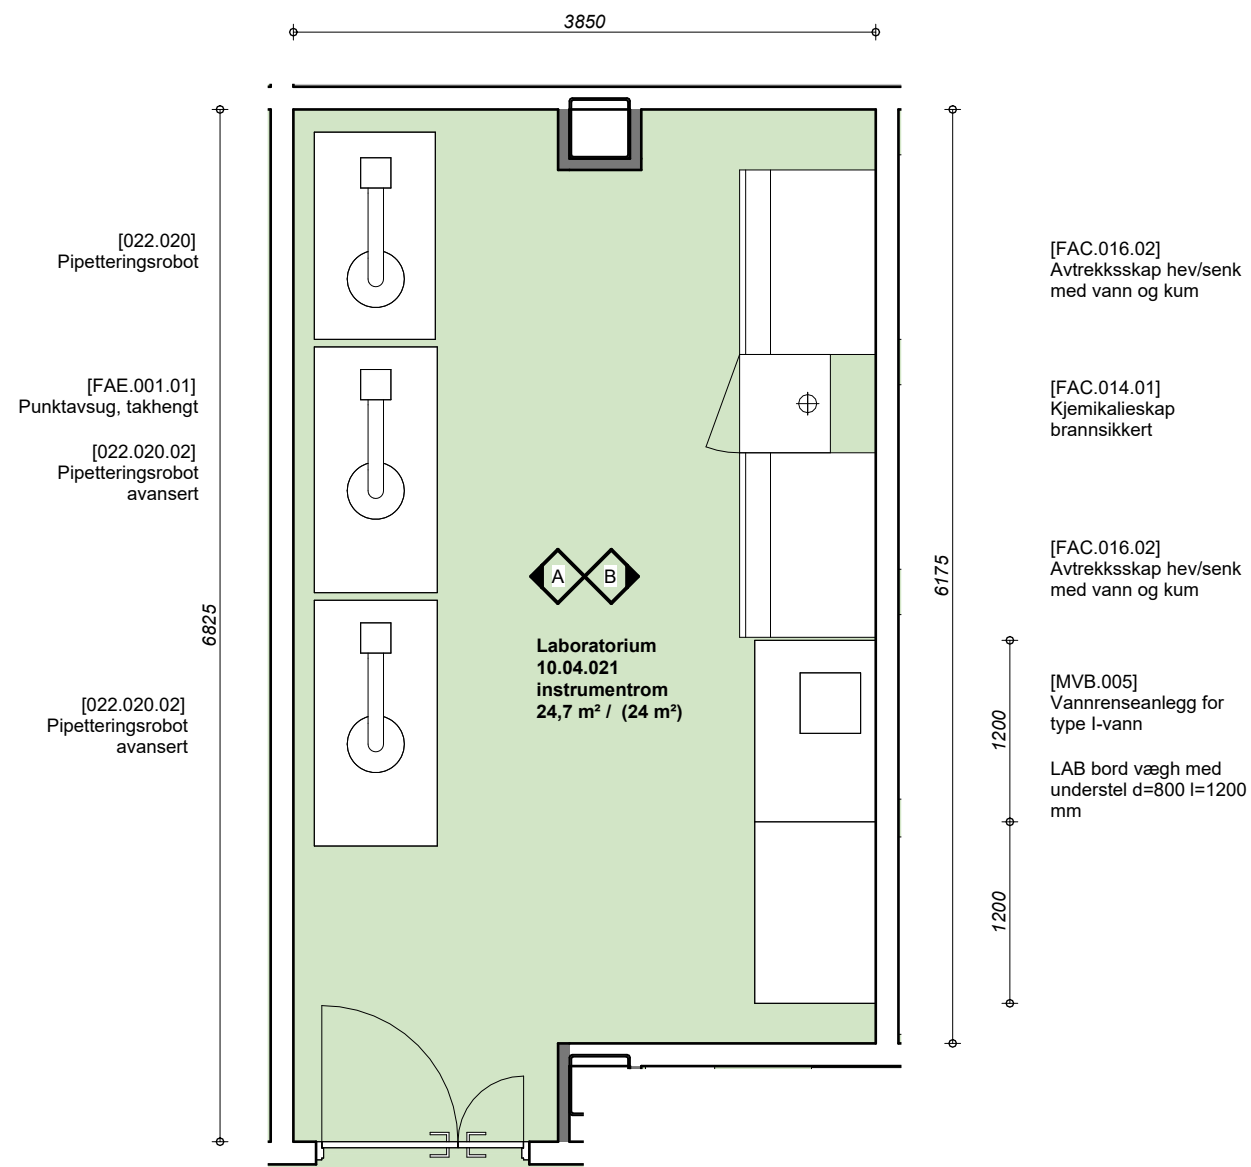 3850
[022.020]
Pipetteringsrobot
[FAE.001.01]
Punktavsug, takhengt
[022.020.02]
Pipetteringsrobot
avansert
6825
[022.020.02]
Pipetteringsrobot
avansert
A
B
Laboratorium
10.04.021
instrumentrom
24,7 m² / (24 m²)
6175
1200
1200
[FAC.016.02]
Avtrekksskap hev/senk
med vann og kum
[FAC.014.01]
Kjemikalieskap
brannsikkert
[FAC.016.02]
Avtrekksskap hev/senk
med vann og kum
[MVB.005]
Vannrenseanlegg for
type I-vann
LAB bord vægh med
understel d=800 l=1200
mm